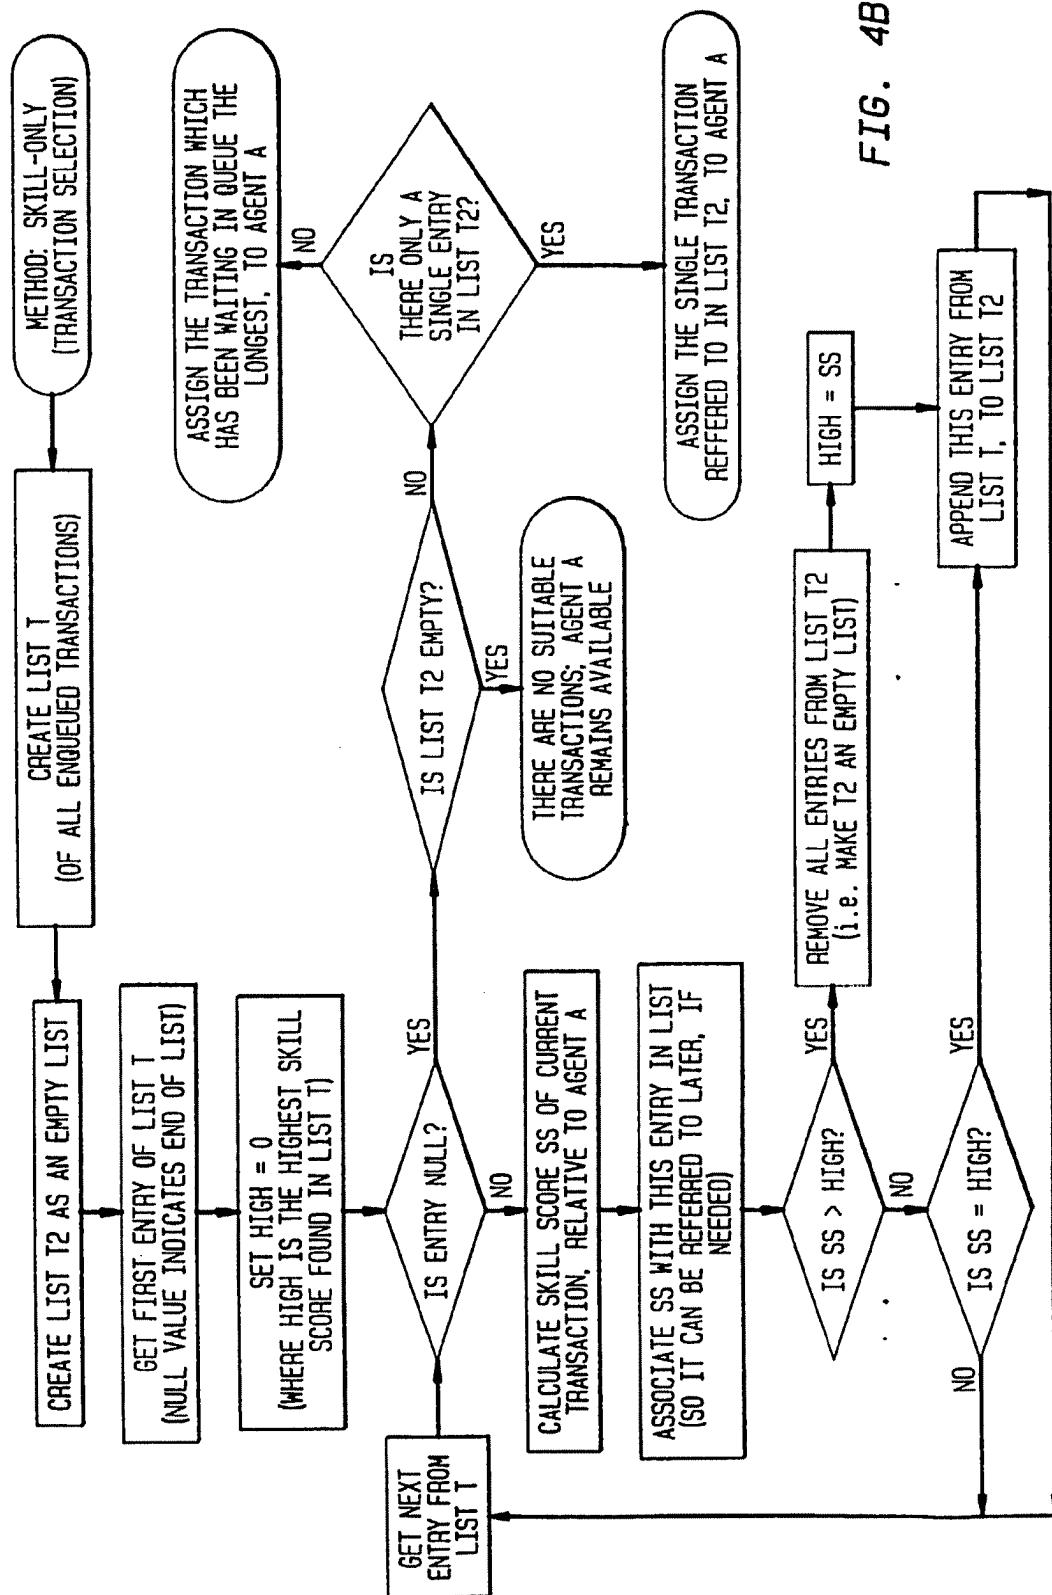 METHOD: SKILL-ONLY
(TRANSACTION SELECTION)
CREATE LIST T
(OF ALL ENQUEUED TRANSACTIONS)
CREATE LIST T2 AS AN EMPTY LIST
GET FIRST ENTRY OF LIST T
(NULL VALUE INDICATES END OF LIST)
SET HIGH = 0
(WHERE HIGH IS THE HIGHEST SKILL
SCORE FOUND IN LIST T)
GET NEXT
ENTRY FROM
LIST T
IS ENTRY NULL?
YES
NO
IS LIST T2 EMPTY?
NO
YES
THERE ARE NO SUITABLE
TRANSACTIONS; AGENT A
REMAINS AVAILABLE
IS
THERE ONLY A
SINGLE ENTRY
IN LIST T2?
NO
YES
ASSIGN THE TRANSACTION WHICH
HAS BEEN WAITING IN QUEUE THE
LONGEST, TO AGENT A
ASSIGN THE SINGLE TRANSACTION
REFFERED TO IN LIST T2, TO AGENT A
CALCULATE SKILL SCORE SS OF CURRENT
TRANSACTION, RELATIVE TO AGENT A
ASSOCIATE SS WITH THIS ENTRY IN LIST
(SO IT CAN BE REFERRED TO LATER, IF
NEEDED)
IS SS > HIGH?
YES
NO
REMOVE ALL ENTRIES FROM LIST T2
(i.e. MAKE T2 AN EMPTY LIST)
HIGH = SS
IS SS = HIGH?
YES
NO
APPEND THIS ENTRY FROM
LIST T, TO LIST T2
FIG. 4B